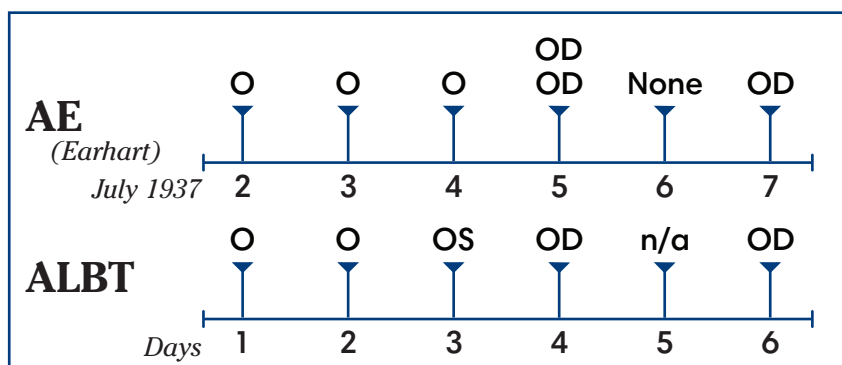 OD
O O O OD None OD
AE
(Earhart)
July 1937 2 3 4 5 6 7
O O OS OD n/a OD
ALBT
Days 1 2 3 4 5 6